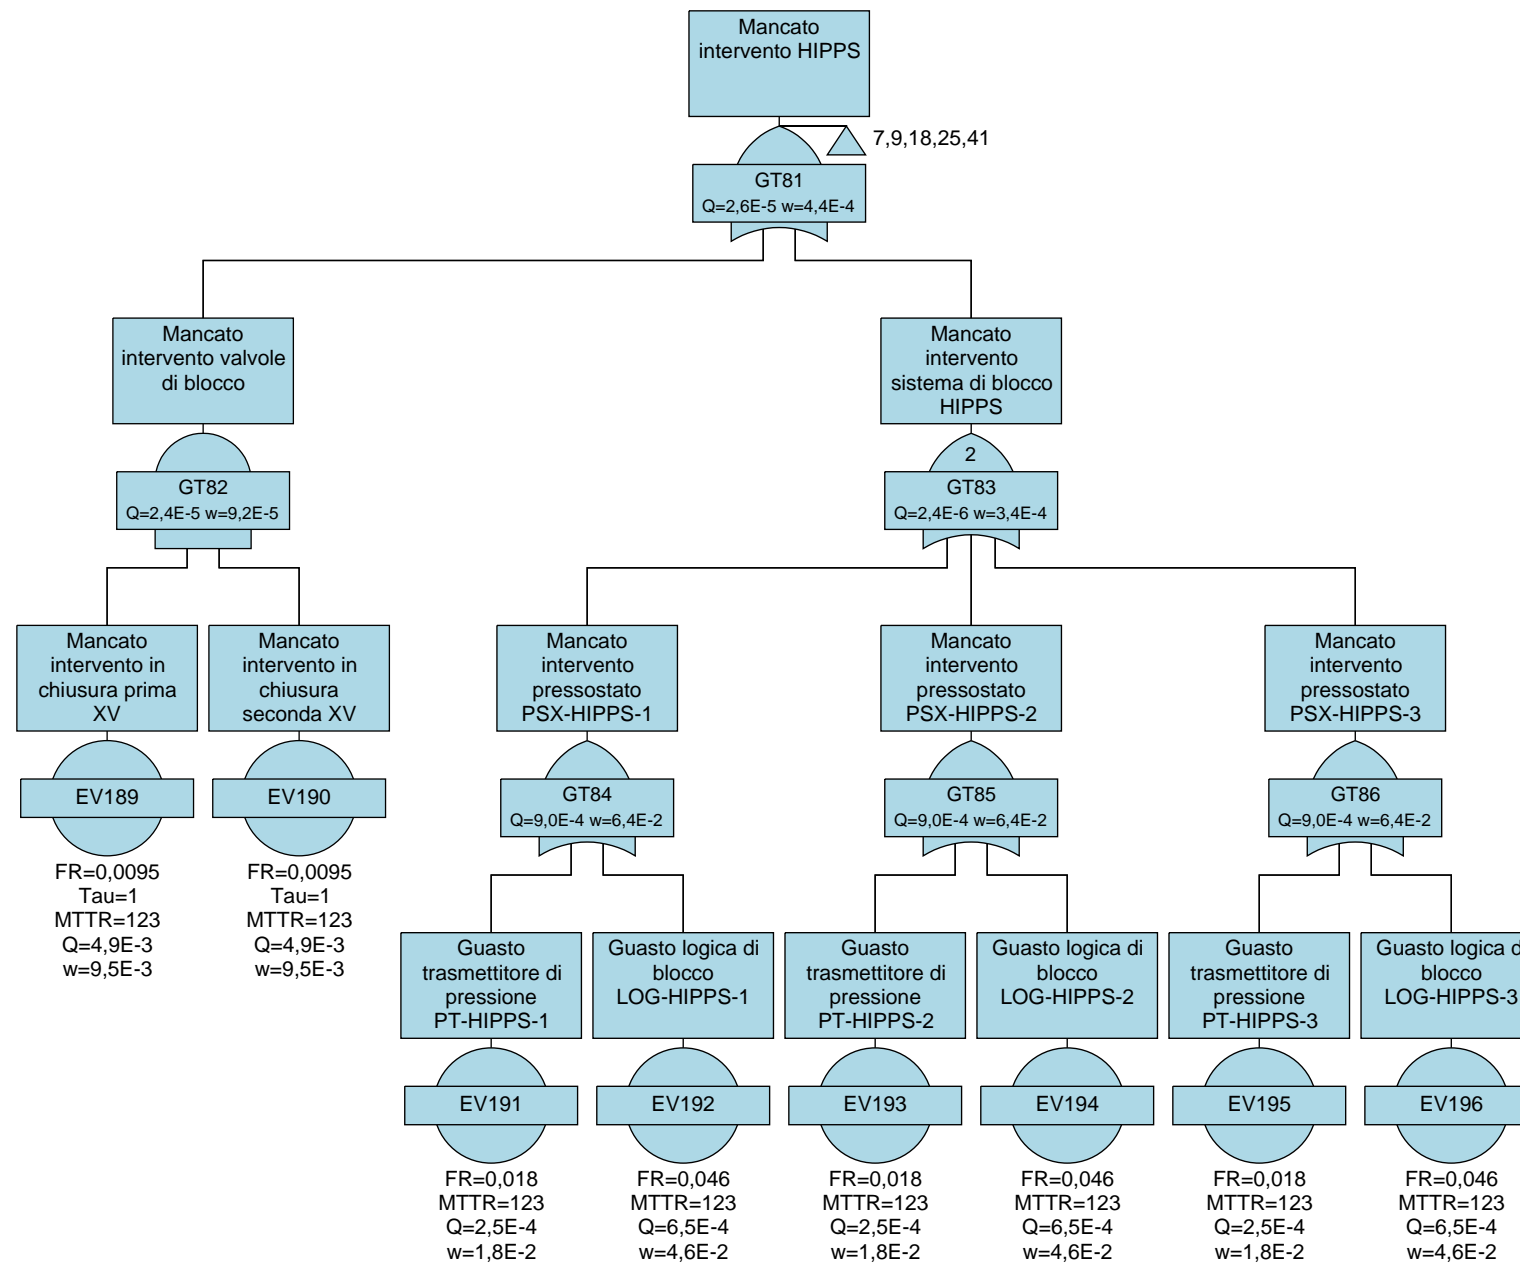 Mancato
intervento HIPPS
7,9,18,25,41
GT81
Q=2,6E-5 w=4,4E-4
Mancato
intervento valvole
di blocco
Mancato
intervento
sistema di blocco
HIPPS
GT82
Q=2,4E-5 w=9,2E-5
2
GT83
Q=2,4E-6 w=3,4E-4
Mancato
intervento in
chiusura prima
XV
Mancato
intervento in
chiusura
seconda XV
Mancato
intervento
pressostato
PSX-HIPPS-1
Mancato
intervento
pressostato
PSX-HIPPS-2
Mancato
intervento
pressostato
PSX-HIPPS-3
EV189
EV190
GT84
Q=9,0E-4 w=6,4E-2
GT85
Q=9,0E-4 w=6,4E-2
GT86
Q=9,0E-4 w=6,4E-2
FR=0,0095
Tau=1
MTTR=123
Q=4,9E-3
w=9,5E-3
FR=0,0095
Tau=1
MTTR=123
Q=4,9E-3
w=9,5E-3
Guasto
trasmettitore di
pressione
PT-HIPPS-1
Guasto logica di
blocco
LOG-HIPPS-1
Guasto
trasmettitore di
pressione
PT-HIPPS-2
Guasto logica di
blocco
LOG-HIPPS-2
Guasto
trasmettitore di
pressione
PT-HIPPS-3
Guasto logica di
blocco
LOG-HIPPS-3
EV191
EV192
EV193
EV194
EV195
EV196
FR=0,018
MTTR=123
Q=2,5E-4
w=1,8E-2
FR=0,046
MTTR=123
Q=6,5E-4
w=4,6E-2
FR=0,018
MTTR=123
Q=2,5E-4
w=1,8E-2
FR=0,046
MTTR=123
Q=6,5E-4
w=4,6E-2
FR=0,018
MTTR=123
Q=2,5E-4
w=1,8E-2
FR=0,046
MTTR=123
Q=6,5E-4
w=4,6E-2